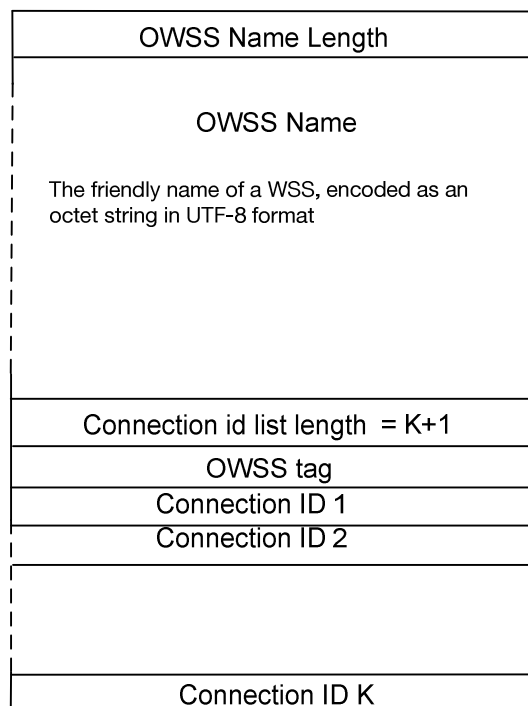 OWSS Name Length
OWSS Name
The friendly name of a WSS, encoded as an
octet string in UTF-8 format
Connection id list length = K+1
OWSS tag
Connection ID 1
Connection ID 2
Connection ID K